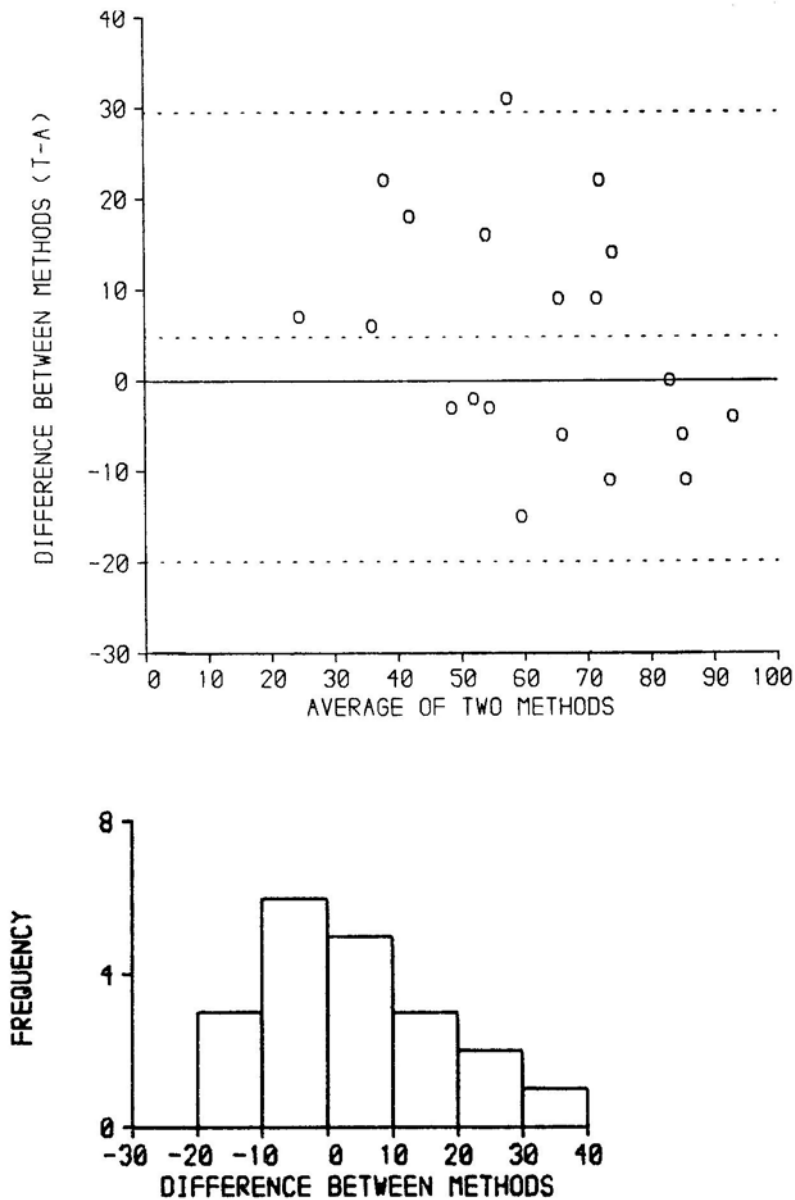 40
30
20
10
0
-10
-20
-30
DIFFERENCE BETWEEN METHODS (T-A)
0 10 20 30 40 50 60 70 80 90 100
AVERAGE OF TWO METHODS
8
4
0
FREQUENCY
-30 -20 -10 0 10 20 30 40
DIFFERENCE BETWEEN METHODS